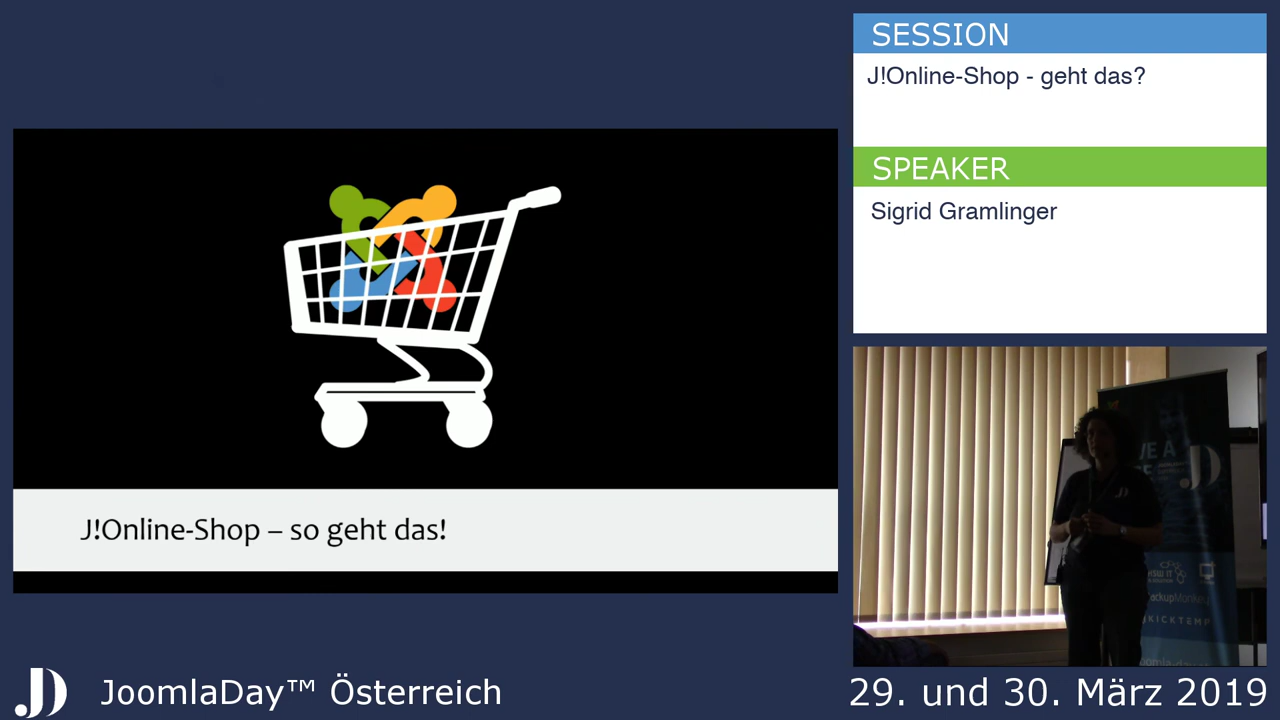 SESSION
J!Online-Shop - geht das?
SPEAKER
Sigrid Gramlinger
J!Online-Shop – so geht das!
KICKTEMP
JoomlaDay™ Österreich
29. und 30. März 2019